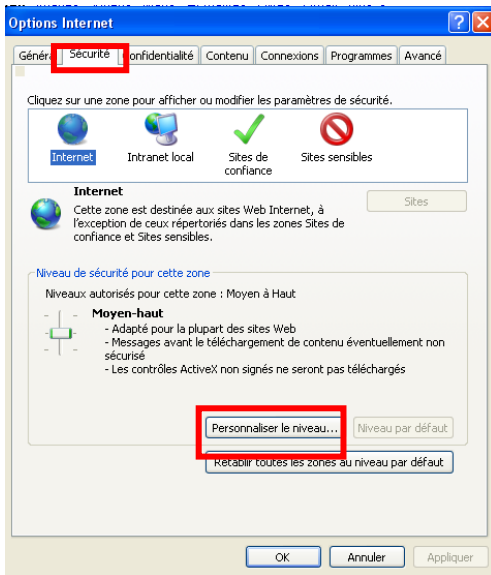 Options Internet
Général Sécurité Confidentialité Contenu Connexions Programmes Avancé
Cliquez sur une zone pour afficher ou modifier les paramètres de sécurité.
Internet Intranet local Sites de confiance Sites sensibles
Internet
Cette zone est destinée aux sites Web Internet, à
l'exception de ceux répertoriés dans les zones Sites de
confiance et Sites sensibles.
Sites
Niveau de sécurité pour cette zone
Niveaux autorisés pour cette zone : Moyen à Haut
Moyen-haut
- Adapté pour la plupart des sites Web
- Messages avant le téléchargement de contenu éventuellement non
sécurisé
- Les contrôles ActiveX non signés ne seront pas téléchargés
Personnaliser le niveau... Niveau par défaut
Rétablir toutes les zones au niveau par défaut
OK Annuler Appliquer